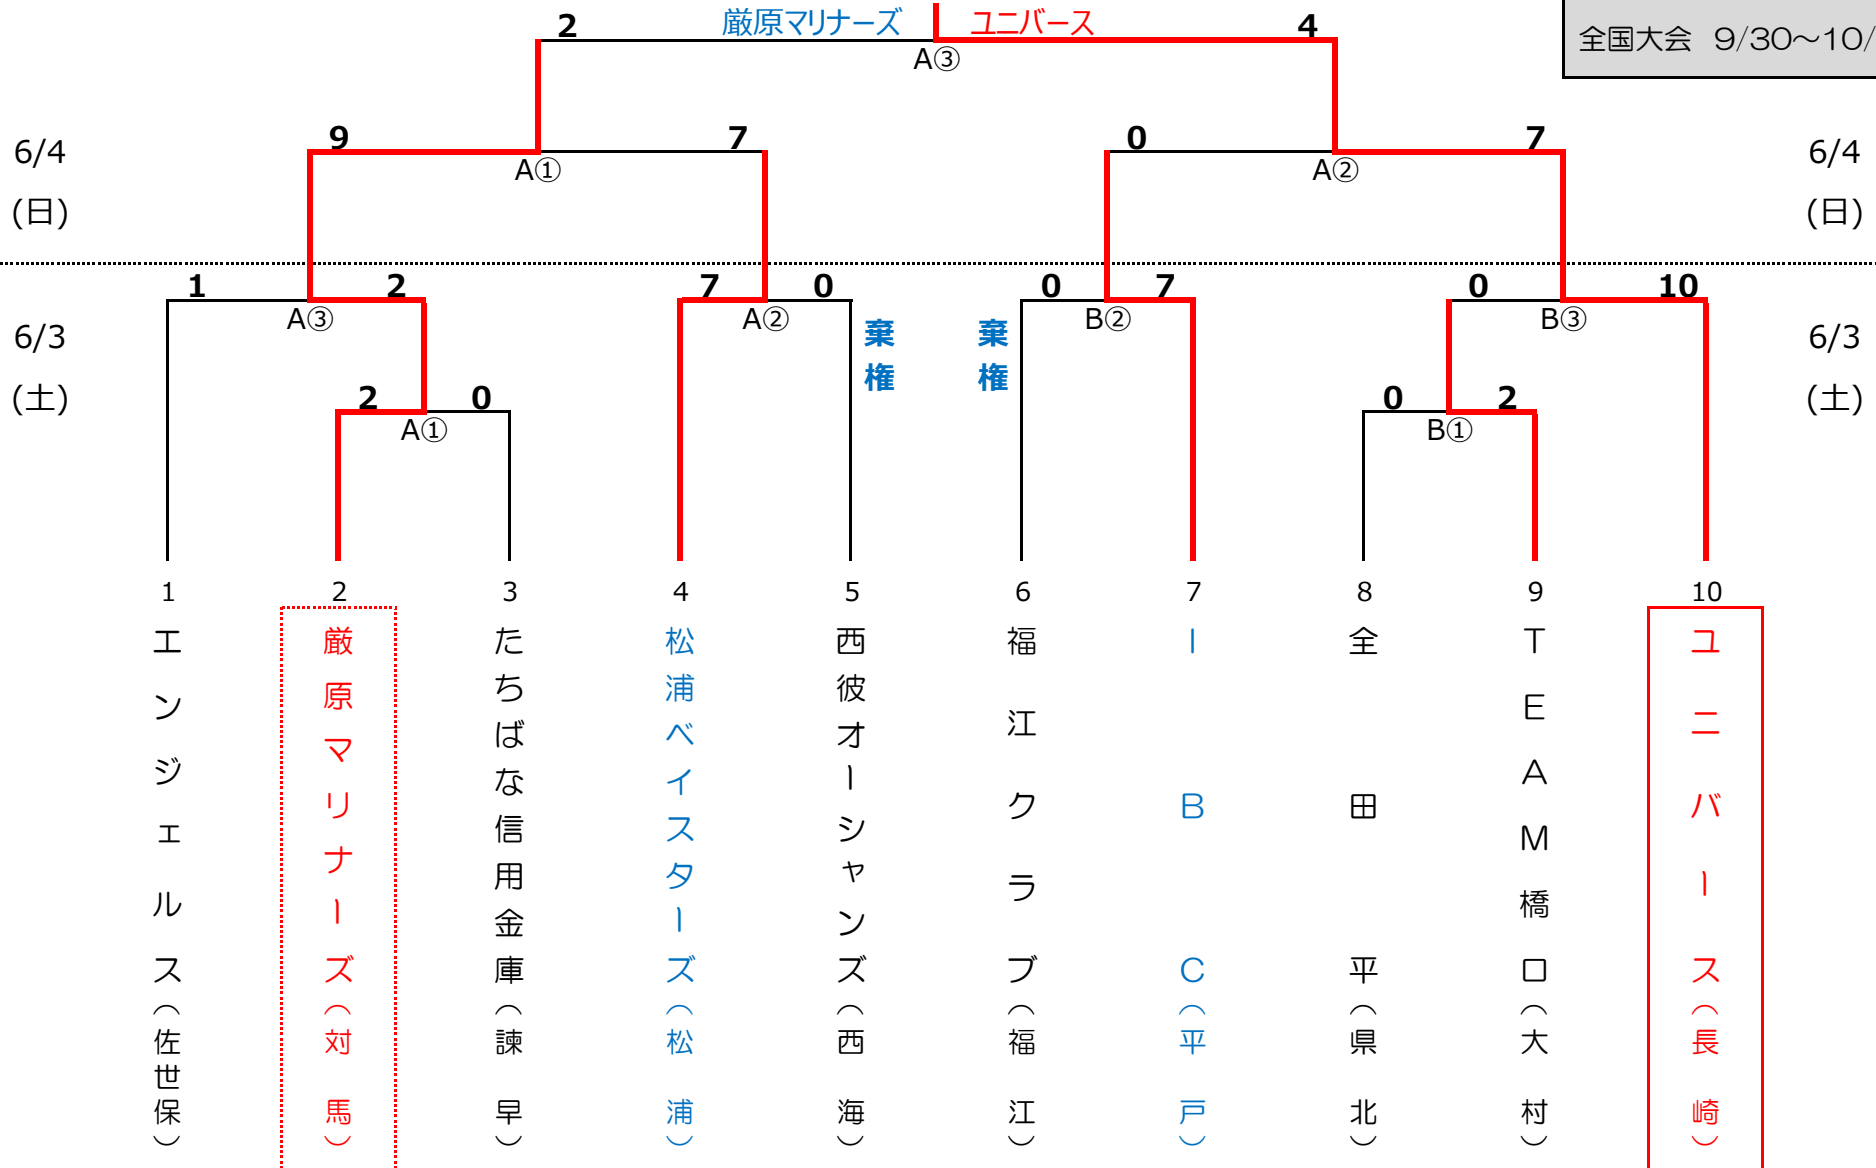 2 厳原マリナーズ ユニバース 4
A③
全国大会 9/30～10/
6/4
(日)
9 7
A①
0 7
A②
6/4
(日)
1 2
A③
7 0
A②
0 7
B②
0 10
B③
6/3
(土)
棄権
棄権
6/3
(土)
2 0
A①
0 2
B①
1 2 3 4 5 6 7 8 9 10
エンジェルス(佐世保)
厳原マリナーズ(対馬)
たちばな信用金庫(諫早)
松浦ベイスターズ(松浦)
西彼オーシャンズ(西海)
福江クラブ(福江)
IBC(平戸)
全田平(県北)
TEAM橋口(大村)
ユニバース(長崎)